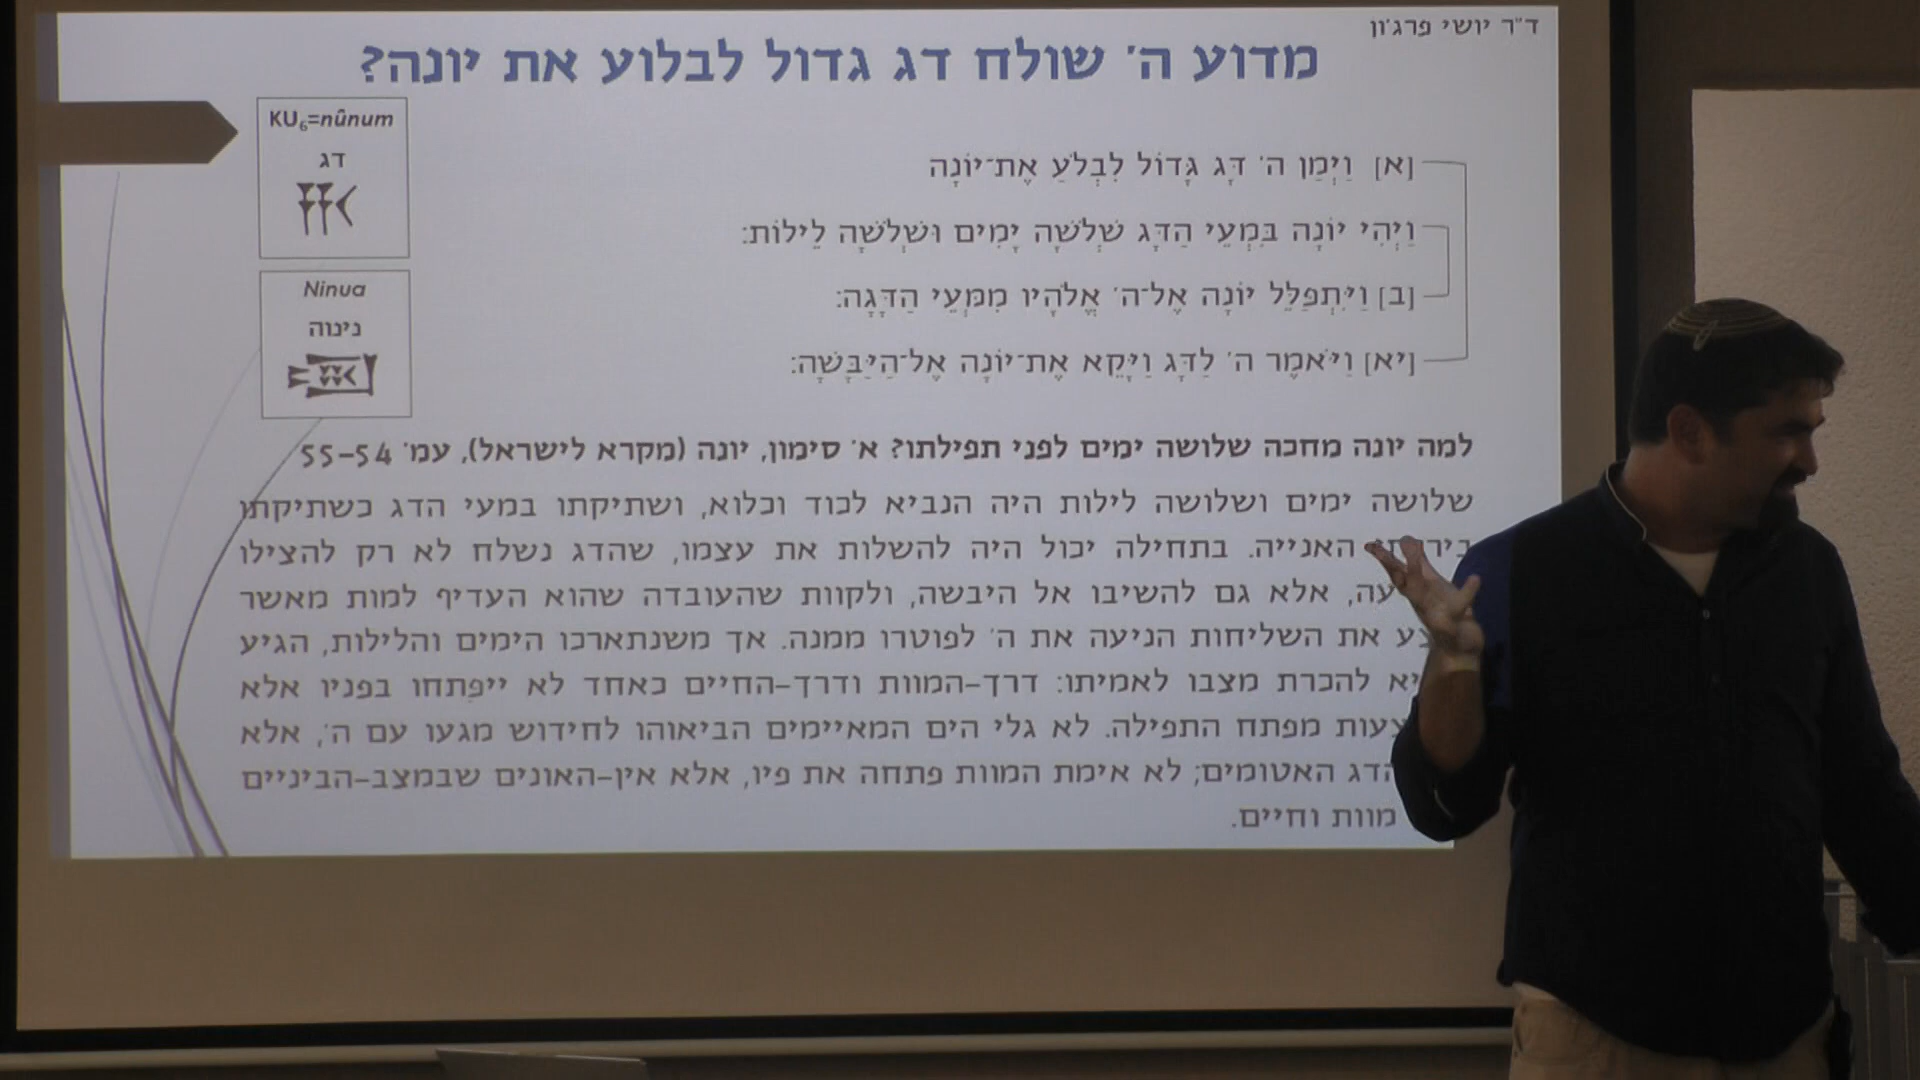 ד״ר יושי פרג׳ון
מדוע ה׳ שולח דג גדול לבלוע את יונה?
KU₆=nûnum
דג
Ninua
נינוה
[א] וַיְמַן ה׳ דָּג גָּדוֹל לִבְלֹעַ אֶת־יוֹנָה
וַיְהִי יוֹנָה בִּמְעֵי הַדָּג שְׁלֹשָׁה יָמִים וּשְׁלֹשָׁה לֵילוֹת:
[ב] וַיִּתְפַּלֵּל יוֹנָה אֶל־ה׳ אֱלֹהָיו מִמְּעֵי הַדָּגָה:
[יא] וַיֹּאמֶר ה׳ לַדָּג וַיָּקֵא אֶת־יוֹנָה אֶל־הַיַּבָּשָׁה:
למה יונה מחכה שלושה ימים לפני תפילתו? א׳ סימון, יונה (מקרא לישראל), עמ׳ 54–55
שלושה ימים ושלושה לילות היה הנביא לכוד וכלוא, ושתיקתו במעי הדג כשתיקתו
האנייה. בתחילה יכול היה להשלות את עצמו, שהדג נשלח לא רק להצילו
אלא גם להשיבו אל היבשה, ולקוות שהעובדה שהוא העדיף למות מאשר
את השליחות הניעה את ה׳ לפוטרו ממנה. אך משנתארכו הימים והלילות, הגיע
להכרת מצבו לאמיתו: דרך–המוות ודרך–החיים כאחד לא ייפתחו בפניו אלא
מפתח התפילה. לא גלי הים המאיימים הביאוהו לחידוש מגעו עם ה׳, אלא
הדג האטומים; לא אימת המוות פתחה את פיו, אלא אין–האונים שבמצב–הביניים
מוות וחיים.